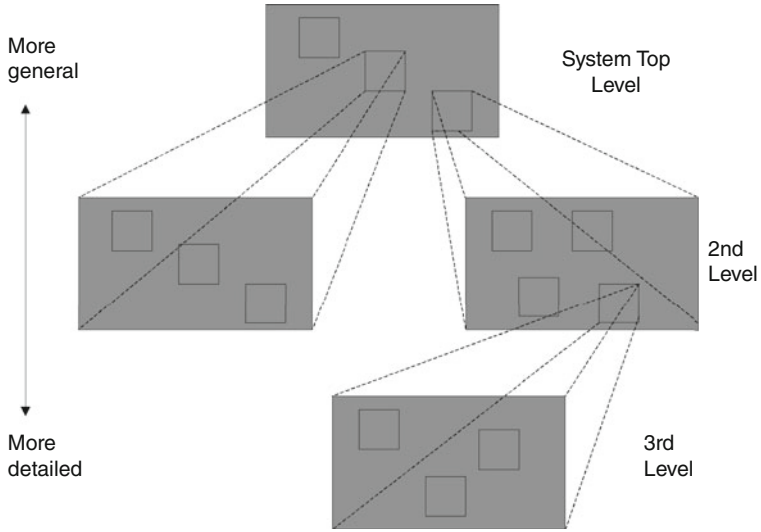 More
general
System Top
Level
2nd
Level
More
detailed
3rd
Level